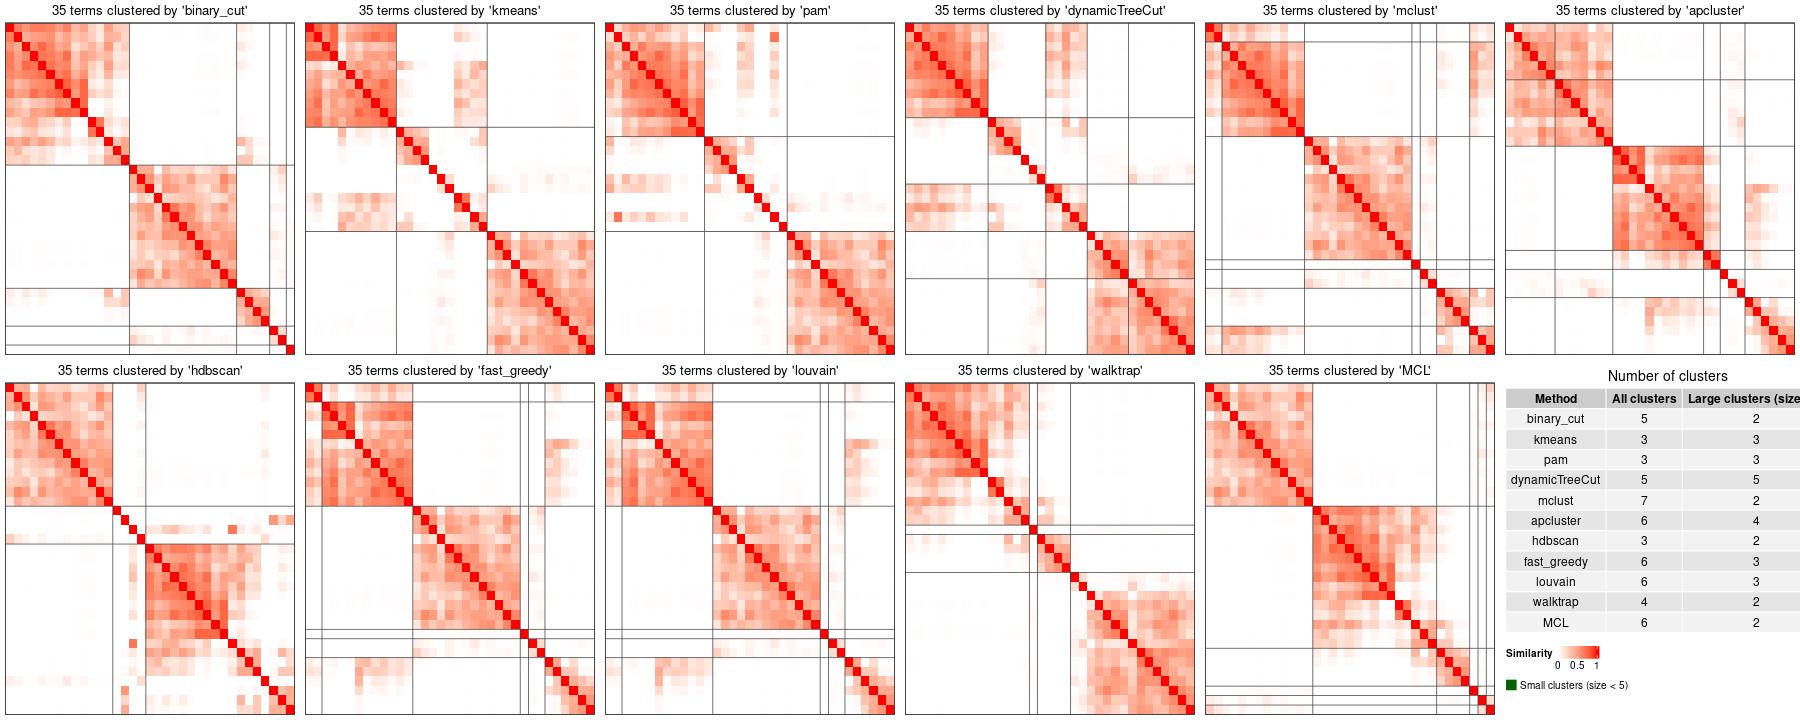 35 terms clustered by 'binary_cut'
35 terms clustered by 'kmeans'
35 terms clustered by 'pam'
35 terms clustered by 'dynamicTreeCut'
35 terms clustered by 'mclust'
35 terms clustered by 'apcluster'
35 terms clustered by 'hdbscan'
35 terms clustered by 'fast_greedy'
35 terms clustered by 'louvain'
35 terms clustered by 'walktrap'
35 terms clustered by 'MCL'
Number of clusters
Method All clusters Large clusters (size
binary_cut 5 2
kmeans 3 3
pam 3 3
dynamicTreeCut 5 5
mclust 7 2
apcluster 6 4
hdbscan 3 2
fast_greedy 6 3
louvain 6 3
walktrap 4 2
MCL 6 2
Similarity
0 0.5 1
Small clusters (size < 5)